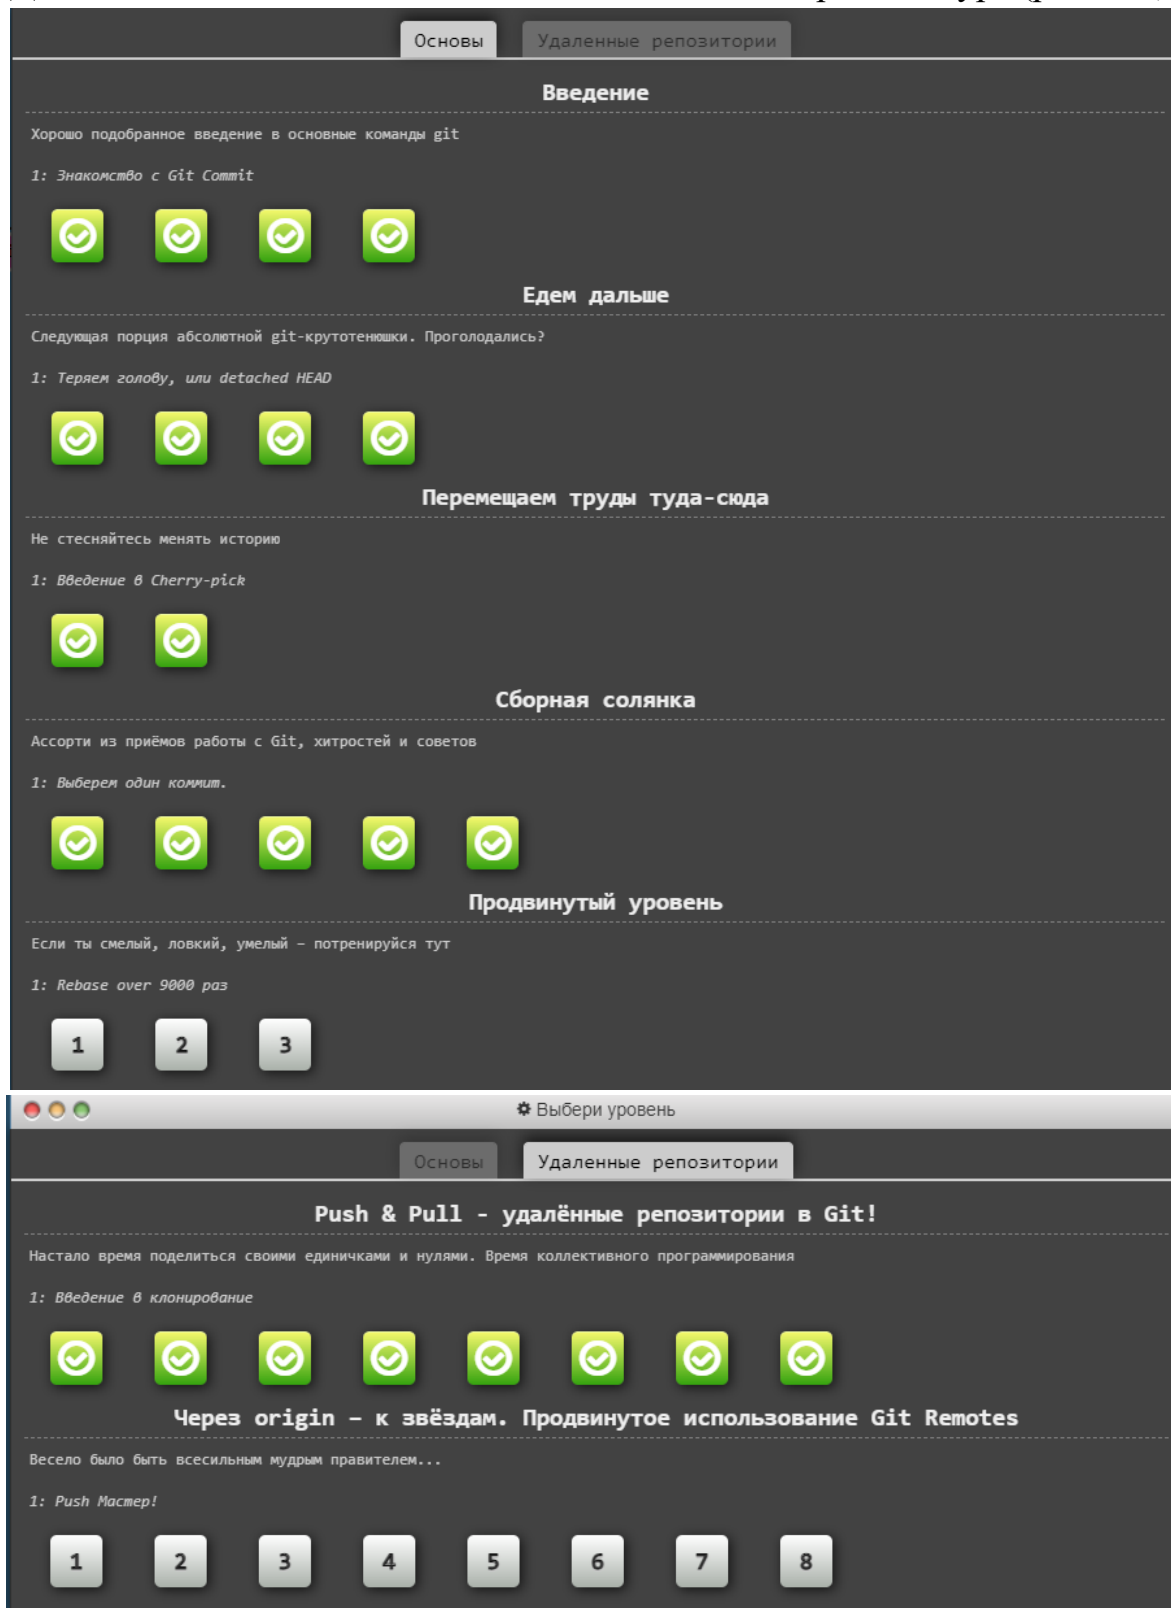 Основы Удаленные репозитории
Введение
Хорошо подобранное введение в основные команды git
1: Знакомство с Git Commit
Едем дальше
Следующая порция абсолютной git-крутотенюшки. Проголодались?
1: Теряем голову, или detached HEAD
Перемещаем труды туда-сюда
Не стесняйтесь менять историю
1: Введение в Cherry-pick
Сборная солянка
Ассорти из приёмов работы с Git, хитростей и советов
1: Выберем один коммит.
Продвинутый уровень
Если ты смелый, ловкий, умелый – потренируйся тут
1: Rebase over 9000 раз
1 2 3
Выбери уровень
Основы Удаленные репозитории
Push & Pull - удалённые репозитории в Git!
Настало время поделиться своими единичками и нулями. Время коллективного программирования
1: Введение в клонирование
Через origin – к звёздам. Продвинутое использование Git Remotes
Весело было быть всесильным мудрым правителем...
1: Push Мастер!
1 2 3 4 5 6 7 8